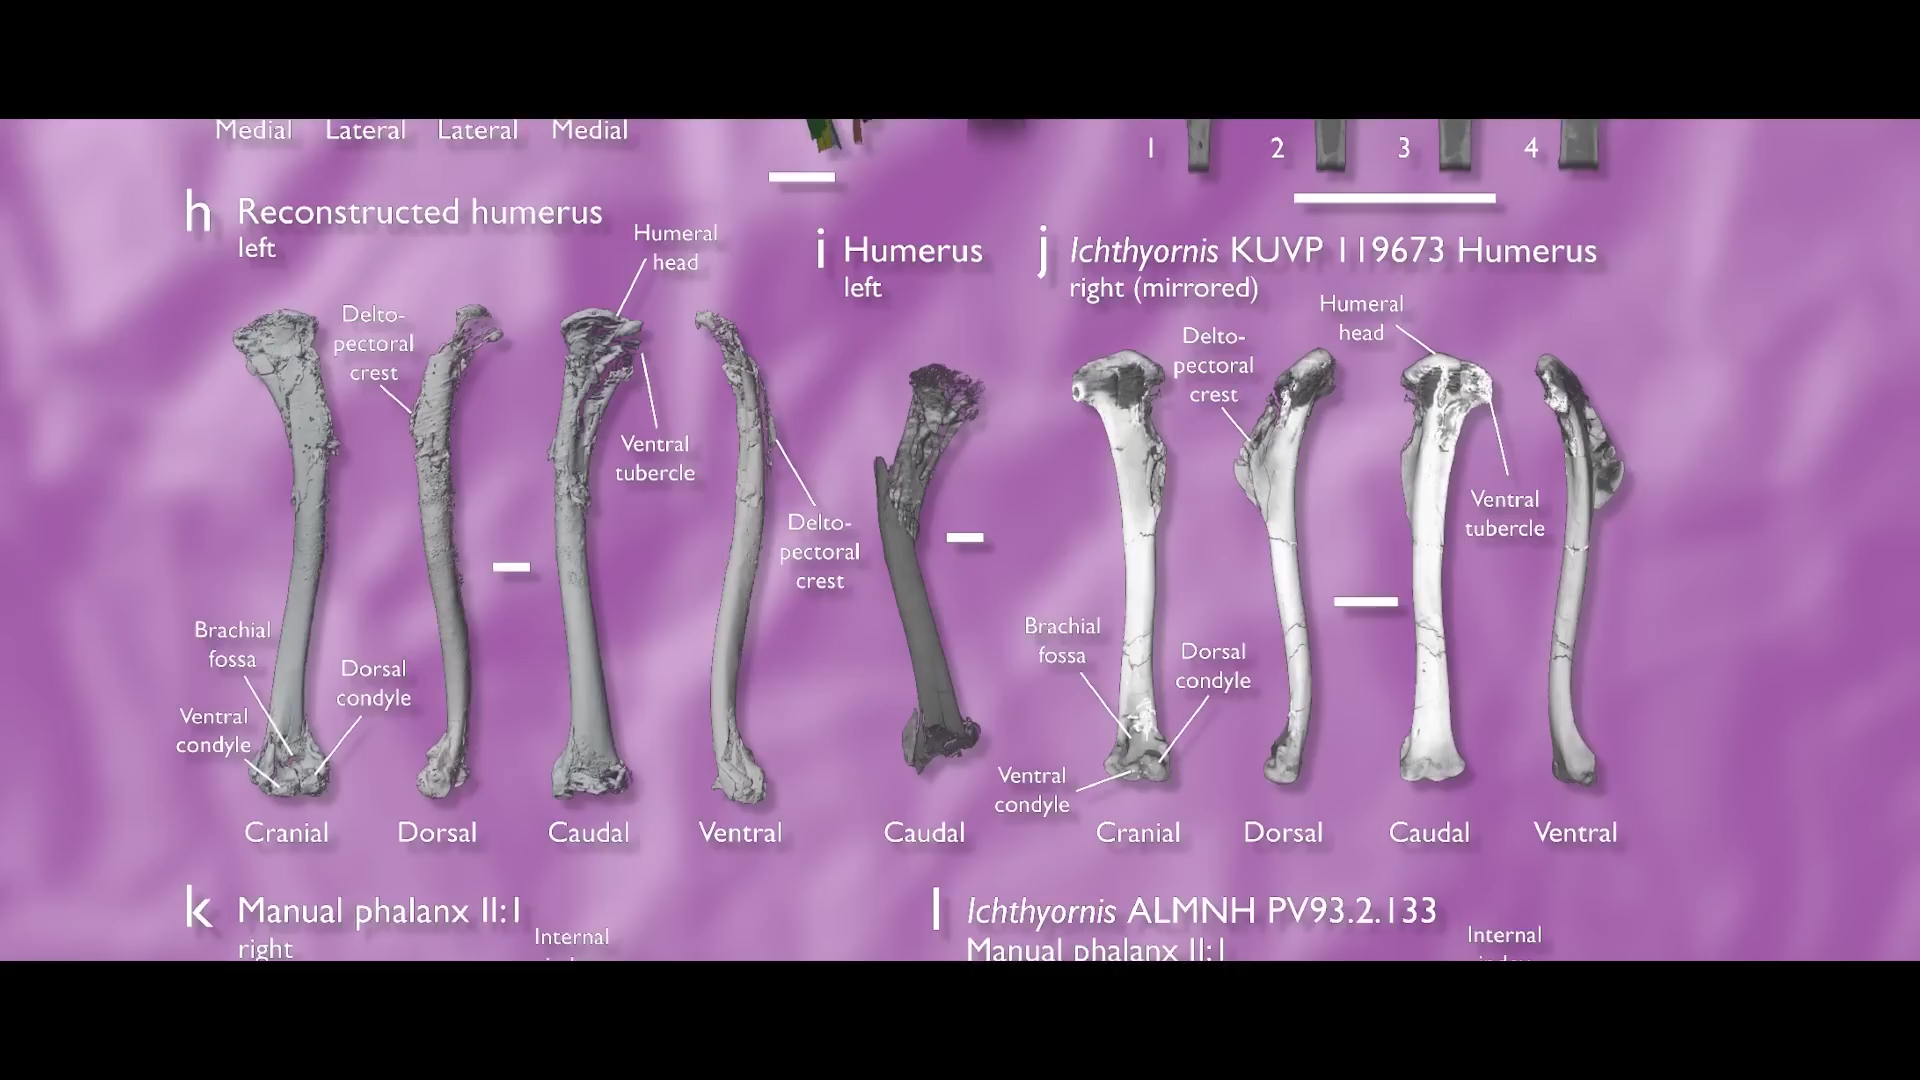 Medial Lateral Lateral Medial
1 2 3 4
h Reconstructed humerus
left
Humeral
head
Delto-
pectoral
crest
Ventral
tubercle
Delto-
pectoral
crest
Brachial
fossa
Dorsal
condyle
Ventral
condyle
Cranial Dorsal Caudal Ventral
i Humerus
left
Caudal
j Ichthyornis KUVP 119673 Humerus
right (mirrored)
Humeral
head
Delto-
pectoral
crest
Ventral
tubercle
Brachial
fossa
Dorsal
condyle
Ventral
condyle
Cranial Dorsal Caudal Ventral
k Manual phalanx II:1
right
Internal
l Ichthyornis ALMNH PV93.2.133
Manual phalanx II:1
Internal